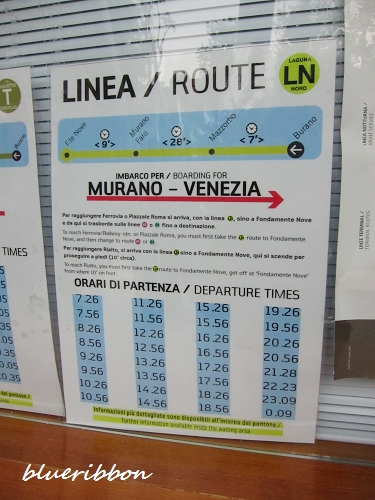 LINEA / ROUTE
LAGUNA
LN
NORD
F.te Nove
Murano
Faro
Mazzorbo
Burano
< 9'>
< 28'>
< 7'>
IMBARCO PER / BOARDING FOR
MURANO – VENEZIA
Per raggiungere Ferrovia o Piazzale Roma si arriva, con la linea, sino a Fondamente Nove
e da qui si trasborda sulle linee o fino a destinazione.
To reach Ferrovia/Railway-stn. or Piazzale Roma, you must first take the route to Fondamente
Nove, and then change to route or
Per raggiungere Rialto, si arriva con la linea sino a Fondamente Nove, qui si scende per
proseguire a piedi (10' circa).
To reach Rialto, you must first take the route to Fondamente Nove, get off at "Fondamente Nove"
from where 10' on foot
ORARI DI PARTENZA / DEPARTURE TIMES
7.26 11.26 15.26 19.26
7.56 11.56 15.56 19.56
8.26 12.26 16.26 20.26
8.56 12.56 16.56 20.56
9.26 13.26 17.26 21.28
9.56 13.56 17.56 22.23
10.26 14.26 18.26 23.09
10.56 14.56 18.56 0.09
Informazioni più dettagliate sono disponibili all'interno del pontone /
Further information available inside the waiting area
T
TIMES
blueribbon